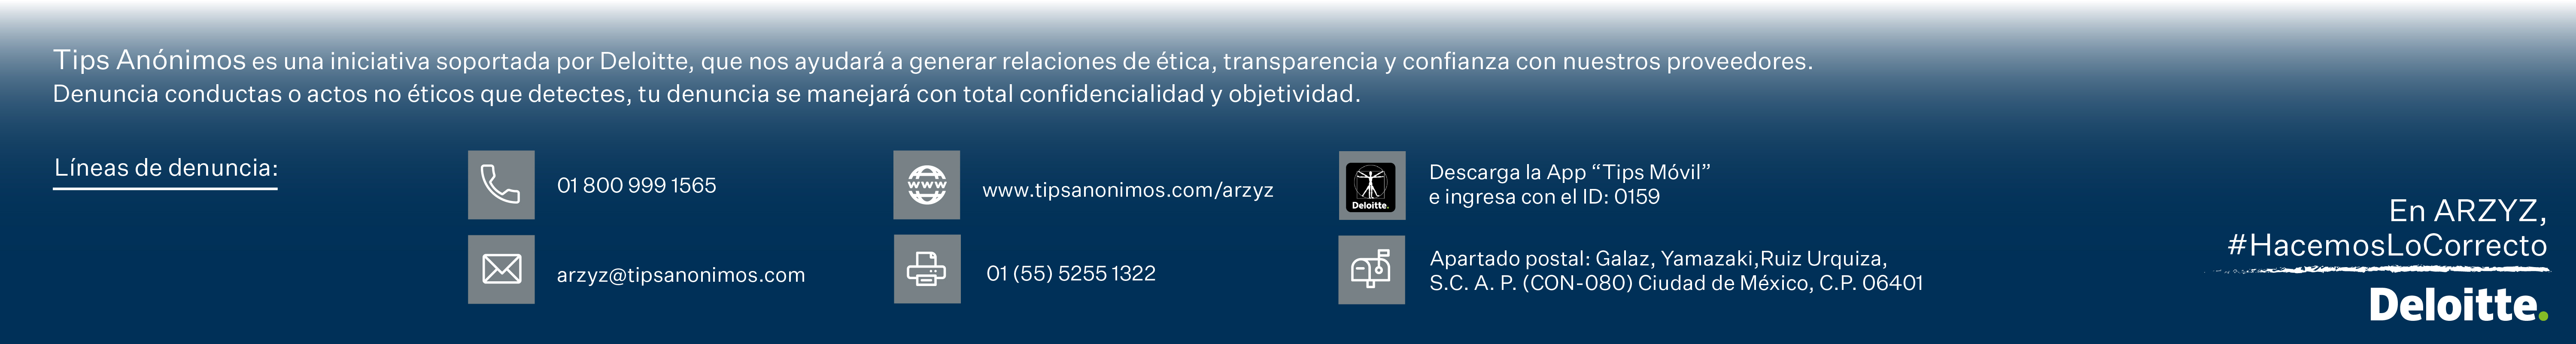 Tips Anónimos es una iniciativa soportada por Deloitte, que nos ayudará a generar relaciones de ética, transparencia y confianza con nuestros proveedores.
Denuncia conductas o actos no éticos que detectes, tu denuncia se manejará con total confidencialidad y objetividad.
Líneas de denuncia:
01 800 999 1565
www
www.tipsanonimos.com/arzyz
Deloitte.
Descarga la App “Tips Móvil”
e ingresa con el ID: 0159
arzyz@tipsanonimos.com
01 (55) 5255 1322
Apartado postal: Galaz, Yamazaki,Ruiz Urquiza,
S.C. A. P. (CON-080) Ciudad de México, C.P. 06401
En ARZYZ,
#HacemosLoCorrecto
Deloitte.